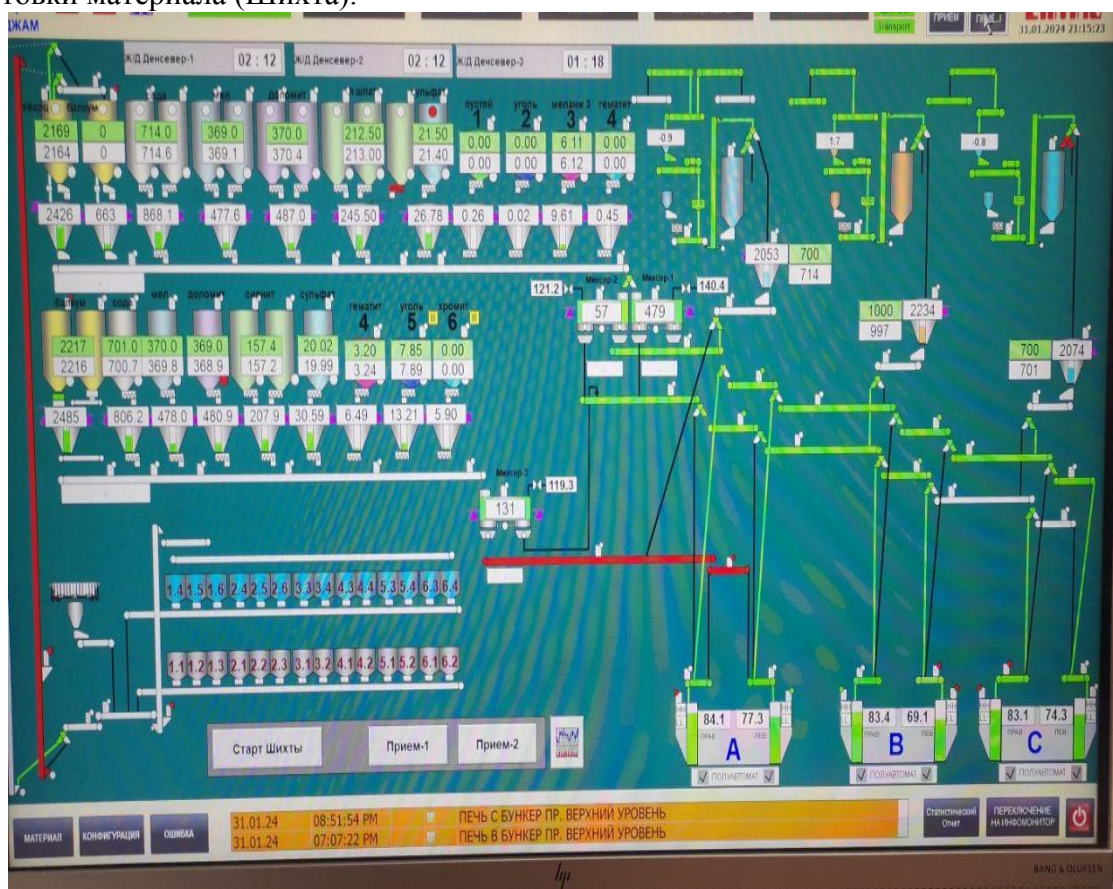 товки материала (Шихта).
ДЖАМ
Transport
ПРИЕМ
31.01.2024 21:15:23
Ж/Д Денсевер-1 02 : 12 Ж/Д Денсевер-2 02 : 12 Ж/Д Денсевер-3 01 : 18
кварц балкум сода мел доломит сульфат
пустой уголь меланж 3 гематит
1 2 3 4
2169 0 714.0 369.0 370.0 212.50 21.50 0.00 0.00 6.11 0.00
2164 0 714.6 369.1 370.4 213.00 21.40 0.00 0.00 6.12 0.00
-0.9 1.7 -0.8
2426 663 868.1 477.6 487.0 245.50 26.78 0.26 0.02 9.61 0.45
2053 700
714
121.2 Миксер-2 Миксер-1 140.4
57 479
балкум сода мел доломит сиенит сульфат гематит уголь хромит
4 5 6
2217 701.0 370.0 369.0 157.4 20.02 3.20 7.85 0.00
2216 700.7 369.8 368.9 157.2 19.99 3.24 7.89 0.00
1000 2234
997
700 2074
701
2485 806.2 478.0 480.9 207.9 30.59 6.49 13.21 5.90
119.3
131
1.4 1.5 1.6 2.4 2.5 2.6 3.3 3.4 4.3 4.4 5.3 5.4 6.3 6.4
1.1 1.2 1.3 2.1 2.2 2.3 3.1 3.2 4.1 4.2 5.1 5.2 6.1 6.2
84.1 77.3 83.4 69.1 83.1 74.3
ПРАВ ЛЕВ ПРАВ ЛЕВ ПРАВ ЛЕВ
A B C
ПОЛУАВТОМАТ ПОЛУАВТОМАТ ПОЛУАВТОМАТ
Старт Шихты Прием-1 Прием-2
МАТЕРИАЛ КОНФИГУРАЦИЯ ОШИБКА
31.01.24 08:51:54 PM ПЕЧЬ С БУНКЕР ПР. ВЕРХНИЙ УРОВЕНЬ
31.01.24 07:07:22 PM ПЕЧЬ В БУНКЕР ПР. ВЕРХНИЙ УРОВЕНЬ
Статистический
Отчет
ПЕРЕКЛЮЧЕНИЕ
НА ИНФОМОНИТОР
hp
BANG & OLUFSEN